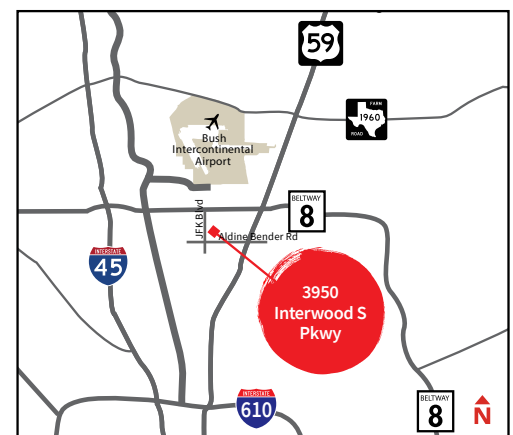 59
FARM
1960
ROAD
Bush
Intercontinental
Airport
BELTWAY
8
JFK Blvd
Aldine Bender Rd
INTERSTATE
45
3950
Interwood S
Pkwy
INTERSTATE
610
BELTWAY
8
N